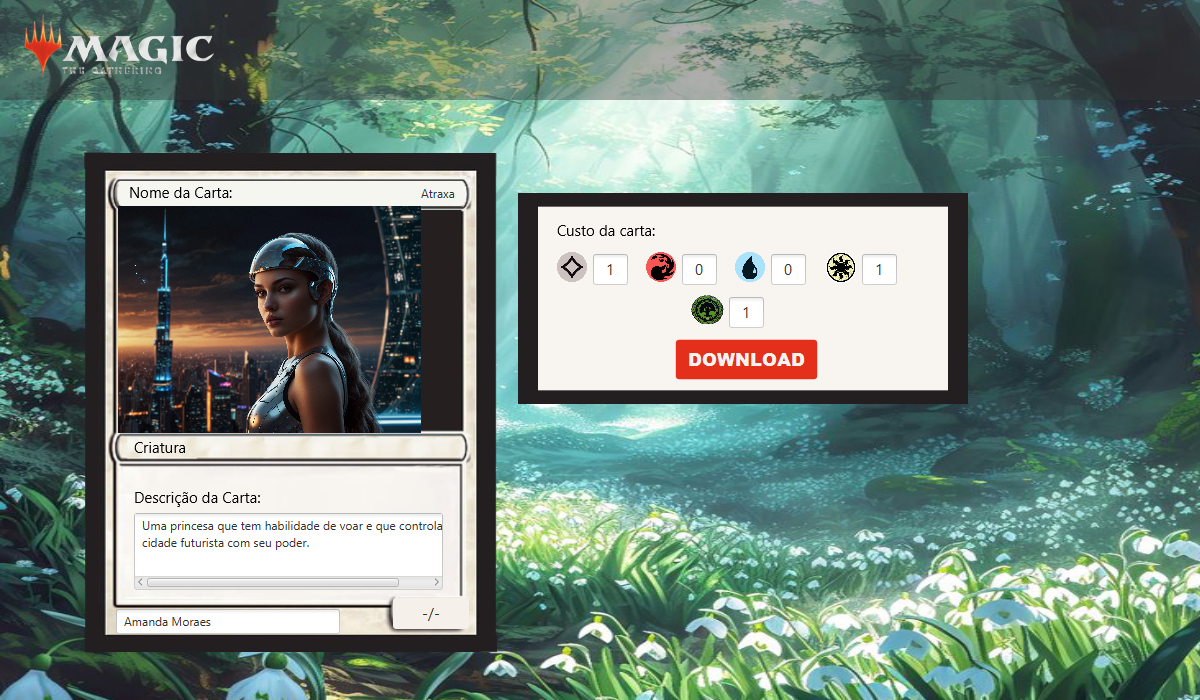 MAGIC
THE GATHERING
Nome da Carta:
Atraxa
Criatura
Descrição da Carta:
Uma princesa que tem habilidade de voar e que controla
cidade futurista com seu poder.
Amanda Moraes
-/-
Custo da carta:
1 0 0 1
1
DOWNLOAD